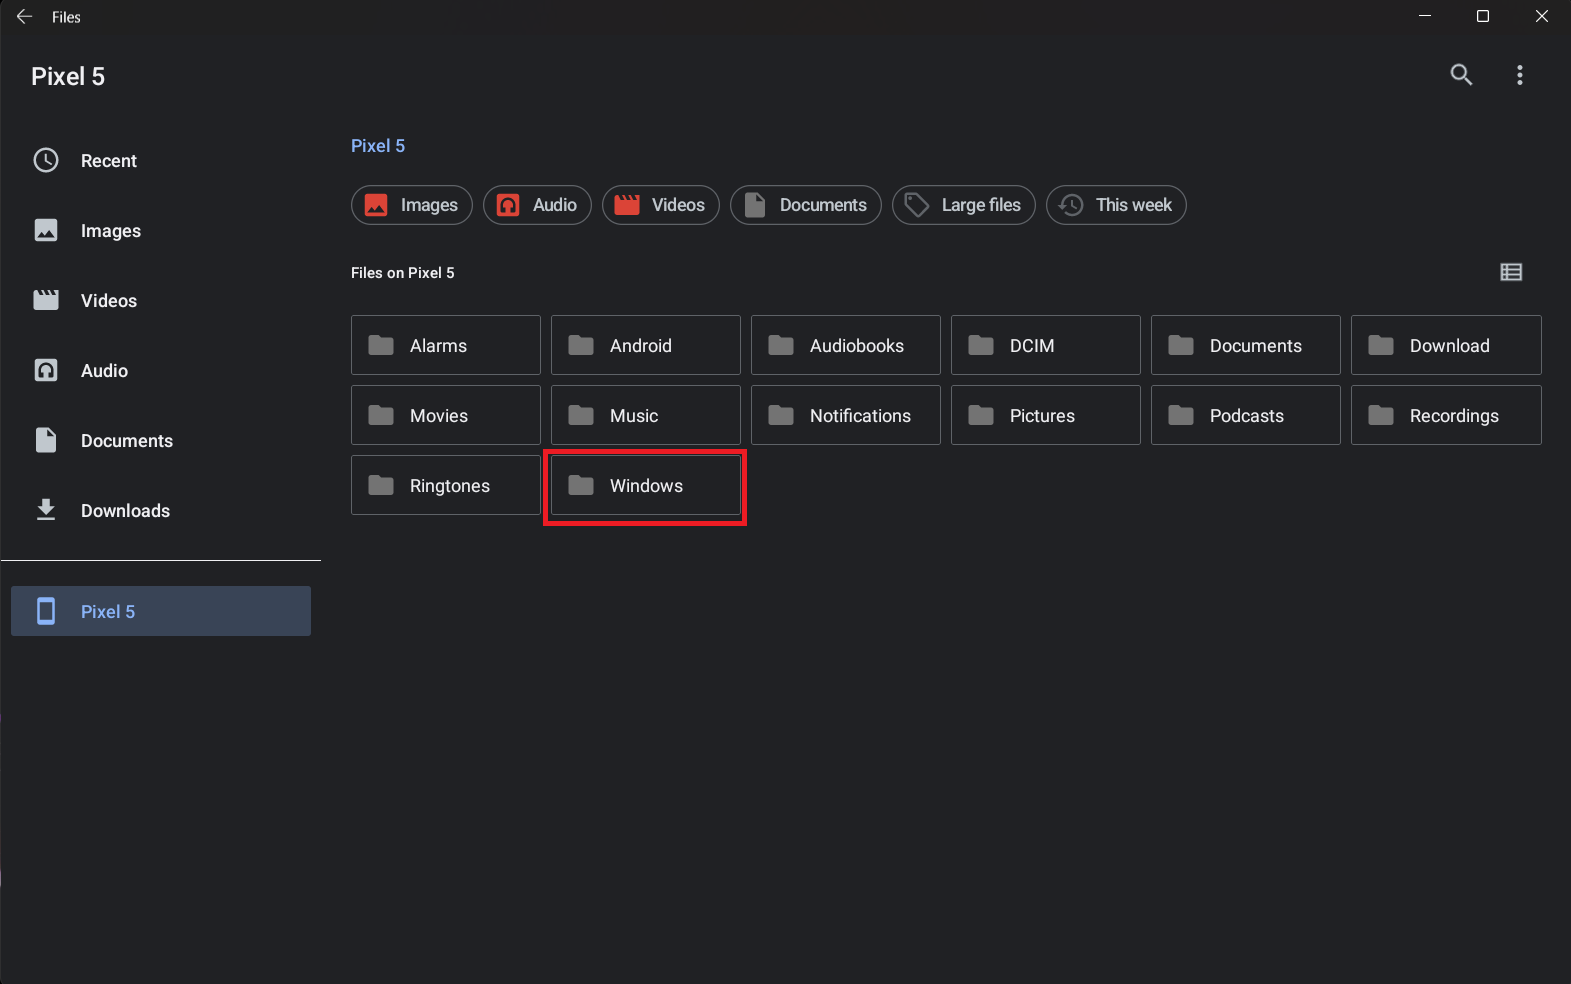 Files
Pixel 5
Recent
Images
Videos
Audio
Documents
Downloads
Pixel 5
Pixel 5
Images Audio Videos Documents Large files This week
Files on Pixel 5
Alarms Android Audiobooks DCIM Documents Download
Movies Music Notifications Pictures Podcasts Recordings
Ringtones Windows